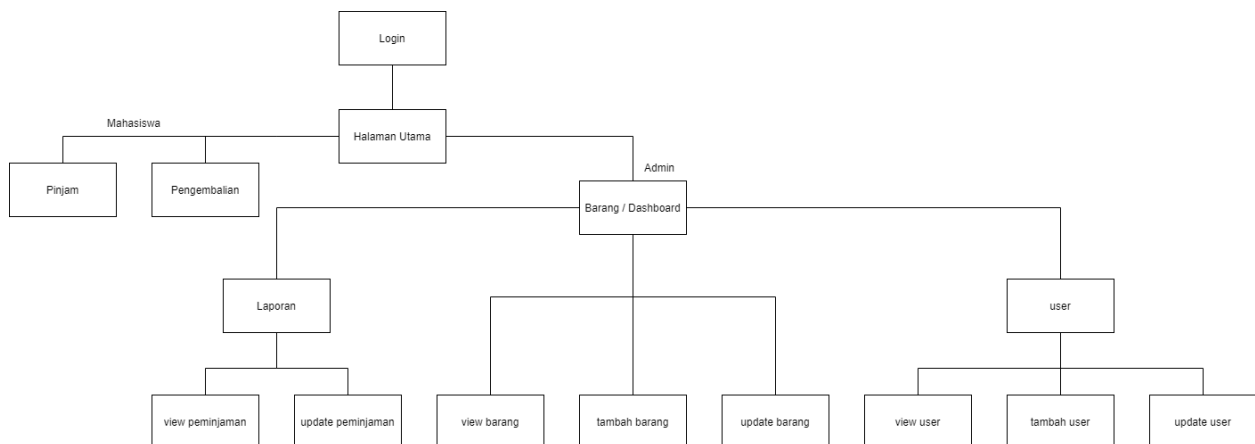 Login
Mahasiswa
Halaman Utama
Pinjam
Pengembalian
Admin
Barang / Dashboard
Laporan
user
view peminjaman
update peminjaman
view barang
tambah barang
update barang
view user
tambah user
update user